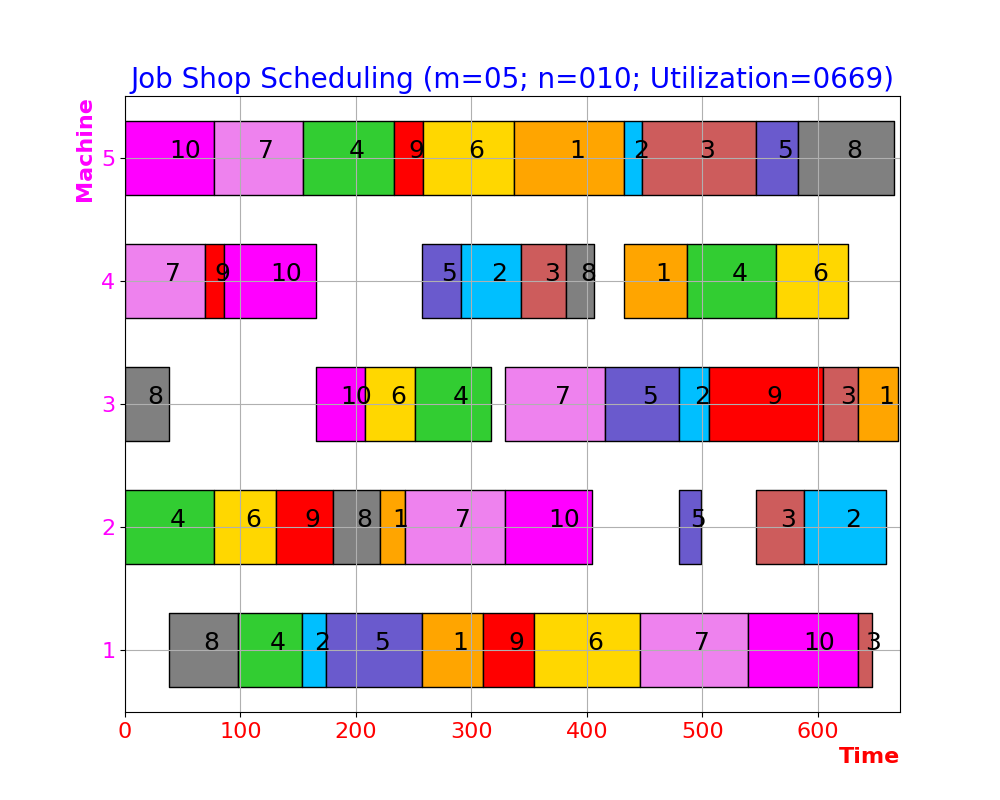 Job Shop Scheduling (m=05; n=010; Utilization=0669)
Machine
5 10 7 4 9 6 1 2 3 5 8
4 7 9 10 5 2 3 8 1 4 6
3 8 10 6 4 7 5 2 9 3 1
2 4 6 9 8 1 7 10 5 3 2
1 8 4 2 5 1 9 6 7 10 3
0 100 200 300 400 500 600
Time